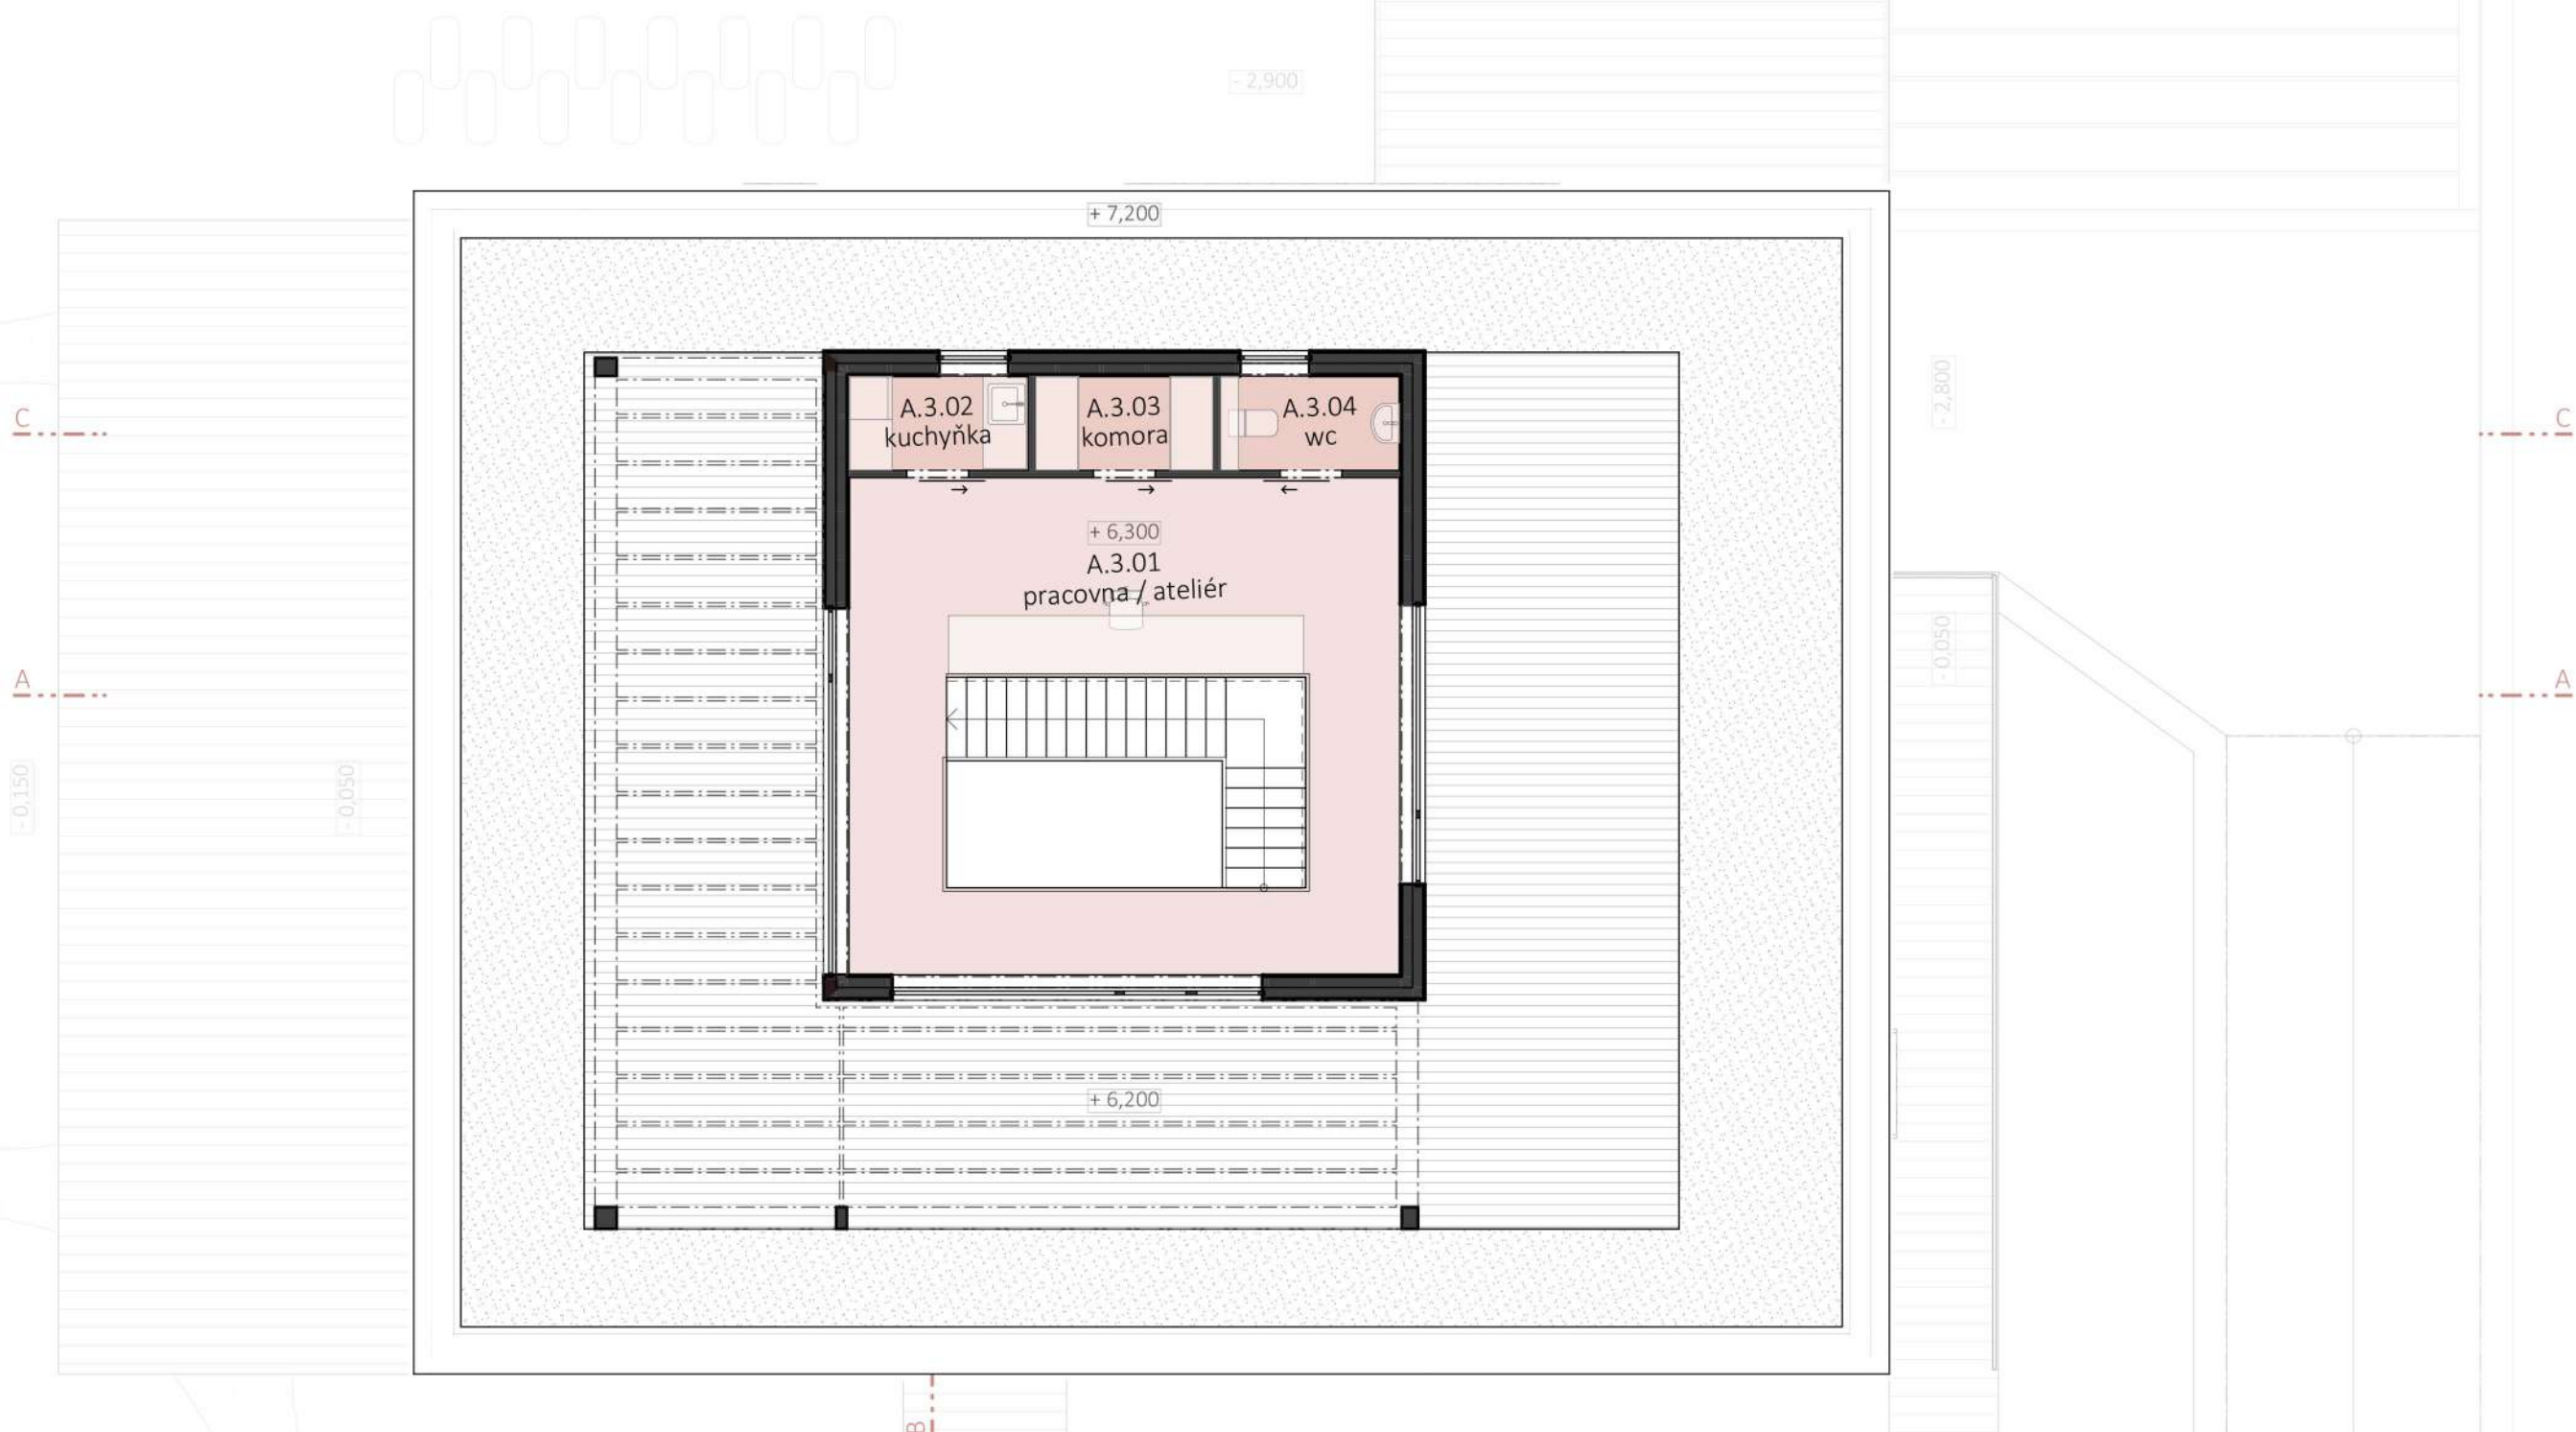 - 2,900
+ 7,200
- 2,800
C
C
A.3.02
kuchyňka
A.3.03
komora
A.3.04
wc
+ 6,300
A.3.01
pracovna / ateliér
- 0,050
A
A
- 0,150
- 0,050
+ 6,200
B